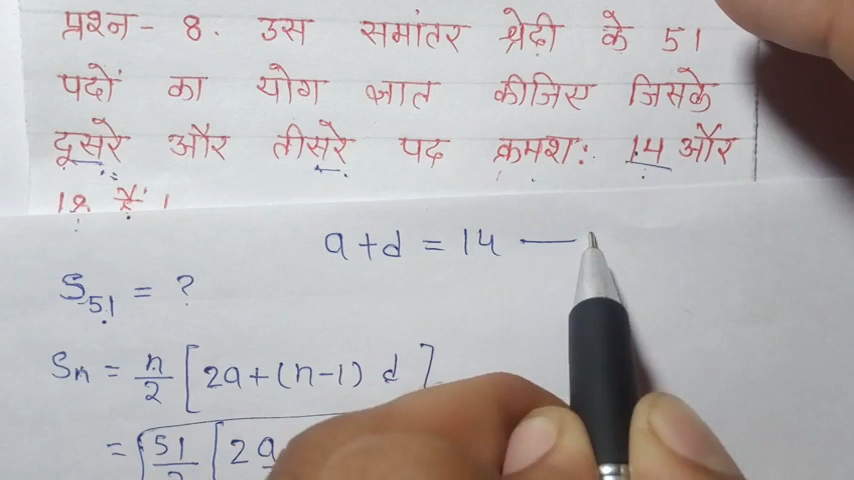 प्रश्न - 8. उस समांतर श्रेढ़ी के 51
पदों का योग ज्ञात कीजिए जिसके
दूसरे और तीसरे पद क्रमश: 14 और
18 हैं।
a + d = 14 —
S51 = ?
Sn = n/2 [2a + (n-1) d]
= 51/2 [2a